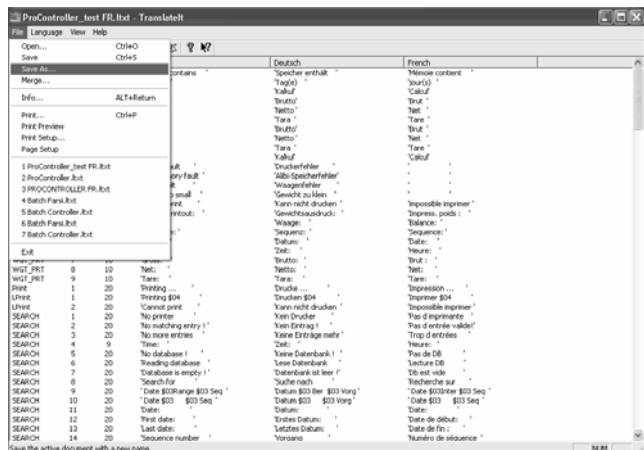 ProController_test FR.ltxt - TranslateIt
File Language View Help
Open... Ctrl+O
Save Ctrl+S
Save As...
Merge...
Info... ALT+Return
Print... Ctrl+P
Print Preview
Print Setup...
Page Setup
1 ProController_test FR.ltxt
2 ProController.ltxt
3 PROCONTROLLER FR.ltxt
4 Batch Farsi.ltxt
5 Batch Controller.ltxt
6 Batch Farsi.ltxt
7 Batch Controller.ltxt
Exit
Deutsch French
contains ' 'Speicher enthält ' 'Mémoie contient '
'Tag(e) ' 'jour(s) '
'Kalkul' 'Calcul'
'Brutto' 'Brut '
'Netto' 'Net '
'Tara ' 'Tare '
'Brutto' 'Brut '
'Netto' 'Net '
'Tara ' 'Tare '
'Kalkul' 'Calcul'
'Druckerfehler '
ory fault ' 'Alibi-Speicherfehler'
'Waagenfehler '
small ' 'Gewicht zu klein '
'Kann nicht drucken ' 'Impossible imprimer '
rintout: ' 'Gewichtsausdruck: ' 'Impress. poids : '
'Waage: ' 'Balance: '
'Sequenz: ' 'Sequence: '
'Datum: ' 'Date: '
'Zeit: ' 'Heure: '
'Brutto: ' 'Brut : '
WGT_PRT 8 10 'Net: ' 'Netto: ' 'Net: '
WGT_PRT 9 10 'Tare: ' 'Tara: ' 'Tare: '
Print 1 20 'Printing ... ' 'Drucke ... ' 'Impression ... '
LPrint 1 20 'Printing $04 ' 'Drucken $04 ' 'Imprimer $04 '
LPrint 2 20 'Cannot print ' 'Kann nicht drucken ' 'Impossible imprimer '
SEARCH 1 20 'No printer ' 'Kein Drucker ' 'Pas d imprimante '
SEARCH 2 20 'No matching entry ! ' 'Kein Eintrag ! ' 'Pas d entrée valide!'
SEARCH 3 20 'No more entries ' 'Keine Einträge mehr ' 'Trop d entrées '
SEARCH 4 9 'Time: ' 'Zeit: ' 'Heure: '
SEARCH 5 20 'No database ! ' 'Keine Datenbank ! ' 'Pas de DB '
SEARCH 6 20 'Reading database ' 'Lese Datenbank ' 'Lecture DB '
SEARCH 7 20 'Database is empty ! ' 'Datenbank ist leer !' 'Db est vide '
SEARCH 8 20 'Search for ' 'Suche nach ' 'Recherche sur '
SEARCH 9 20 ' Date $03Range $03 Seq ' 'Datum $03 Ber $03 Vorg ' ' Date $03Inter $03 Seq '
SEARCH 10 20 ' Date $03 $03 Seq ' 'Datum $03 $03 Vorg ' ' Date $03 $03 Seq '
SEARCH 11 20 'Date: ' 'Datum: ' 'Date: '
SEARCH 12 20 'First date: ' 'Erstes Datum: ' 'Date de début: '
SEARCH 13 20 'Last date: ' 'Letztes Datum: ' 'Date de fin : '
SEARCH 14 20 'Sequence number ' 'Vorgang ' 'Numéro de séquence '
Save the active document with a new name NUM